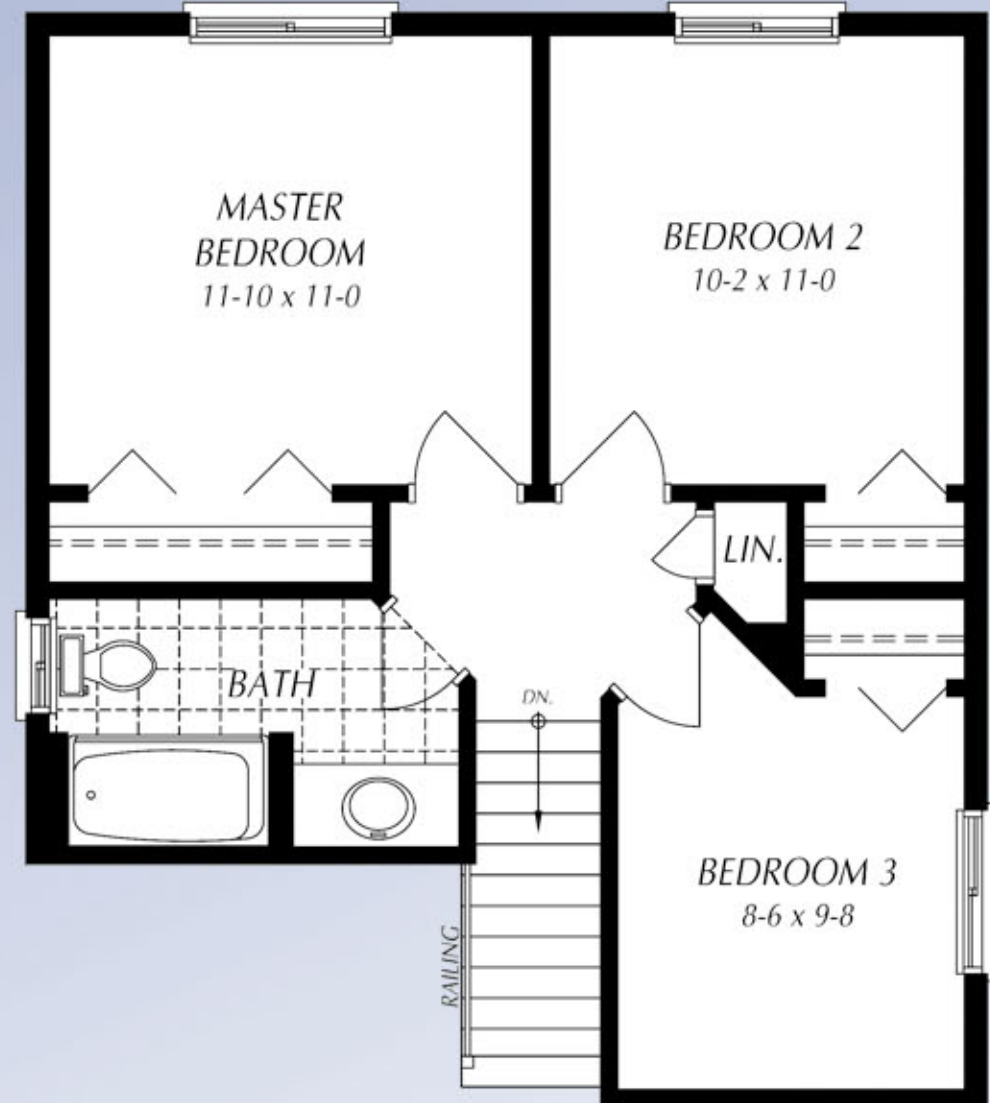 MASTER
BEDROOM
11-10 x 11-0
BEDROOM 2
10-2 x 11-0
LIN.
BATH
DN.
BEDROOM 3
8-6 x 9-8
RAILING